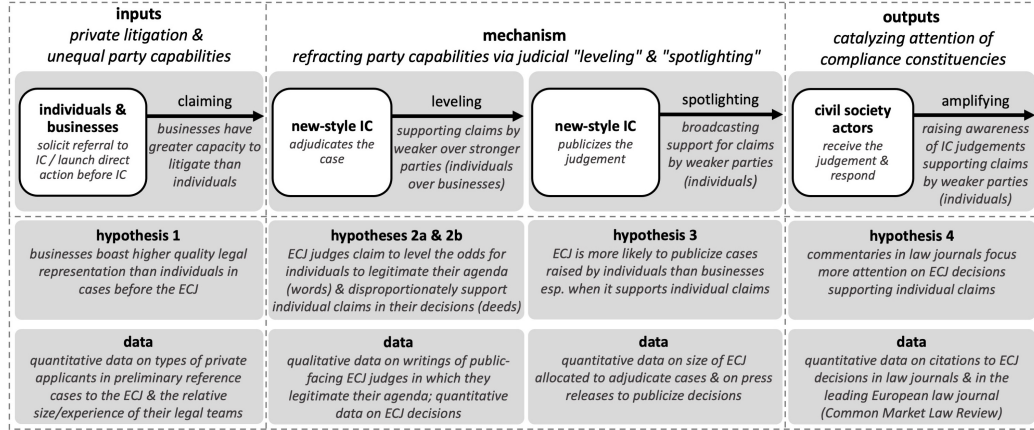 inputs
private litigation &
unequal party capabilities
mechanism
refracting party capabilities via judicial "leveling" & "spotlighting"
outputs
catalyzing attention of
compliance constituencies
individuals &
businesses
solicit referral to
IC / launch direct
action before IC
claiming
businesses have
greater capacity to
litigate than
individuals
new-style IC
adjudicates the
case
leveling
supporting claims by
weaker over stronger
parties (individuals
over businesses)
new-style IC
publicizes the
judgement
spotlighting
broadcasting
support for claims
by weaker parties
(individuals)
civil society
actors
receive the
judgement &
respond
amplifying
raising awareness
of IC judgements
supporting claims
by weaker parties
(individuals)
hypothesis 1
businesses boast higher quality legal
representation than individuals in
cases before the ECJ
hypotheses 2a & 2b
ECJ judges claim to level the odds for
individuals to legitimate their agenda
(words) & disproportionately support
individual claims in their decisions (deeds)
hypothesis 3
ECJ is more likely to publicize cases
raised by individuals than businesses
esp. when it supports individual claims
hypothesis 4
commentaries in law journals focus
more attention on ECJ decisions
supporting individual claims
data
quantitative data on types of private
applicants in preliminary reference
cases to the ECJ & the relative
size/experience of their legal teams
data
qualitative data on writings of public-
facing ECJ judges in which they
legitimate their agenda; quantitative
data on ECJ decisions
data
quantitative data on size of ECJ
allocated to adjudicate cases & on press
releases to publicize decisions
data
quantitative data on citations to ECJ
decisions in law journals & in the
leading European law journal
(Common Market Law Review)